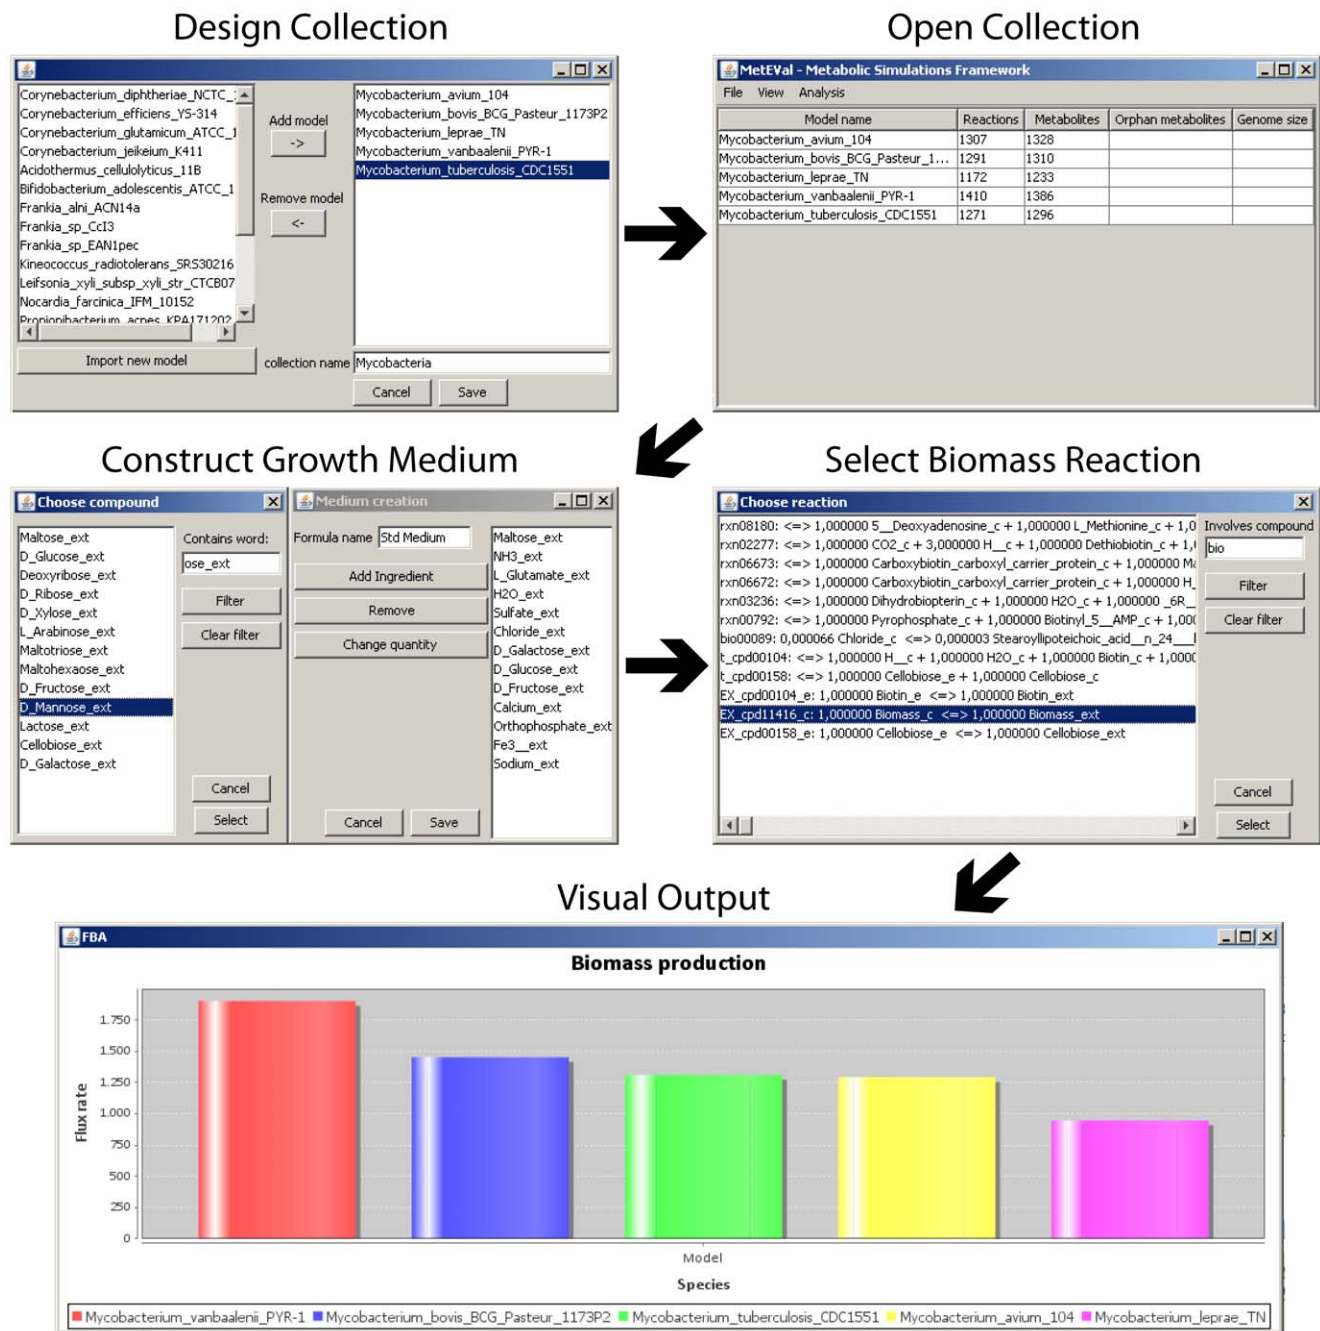 Design Collection
Corynebacterium_diphtheriae_NCTC_
Corynebacterium_efficiens_YS-314
Corynebacterium_glutamicum_ATCC_1
Corynebacterium_jeikeium_K411
Acidothermus_cellulolyticus_11B
Bifidobacterium_adolescentis_ATCC_1
Frankia_alni_ACN14a
Frankia_sp_CcI3
Frankia_sp_EAN1pec
Kineococcus_radiotolerans_SRS30216
Leifsonia_xyli_subsp_xyli_str_CTCB07
Nocardia_farcinica_IFM_10152
Propionibacterium_acnes_KPA171202
Import new model
Add model
->
Remove model
<-
Mycobacterium_avium_104
Mycobacterium_bovis_BCG_Pasteur_1173P2
Mycobacterium_leprae_TN
Mycobacterium_vanbaalenii_PYR-1
Mycobacterium_tuberculosis_CDC1551
collection name Mycobacteria
Cancel Save
Open Collection
MetEVal - Metabolic Simulations Framework
File View Analysis
Model name Reactions Metabolites Orphan metabolites Genome size
Mycobacterium_avium_104 1307 1328
Mycobacterium_bovis_BCG_Pasteur_1... 1291 1310
Mycobacterium_leprae_TN 1172 1233
Mycobacterium_vanbaalenii_PYR-1 1410 1386
Mycobacterium_tuberculosis_CDC1551 1271 1296
Construct Growth Medium
Choose compound
Maltose_ext
D_Glucose_ext
Deoxyribose_ext
D_Ribose_ext
D_Xylose_ext
L_Arabinose_ext
Maltotriose_ext
Maltohexaose_ext
D_Fructose_ext
D_Mannose_ext
Lactose_ext
Cellobiose_ext
D_Galactose_ext
Contains word:
ose_ext
Filter
Clear filter
Cancel
Select
Medium creation
Formula name Std Medium
Add Ingredient
Remove
Change quantity
Cancel Save
Maltose_ext
NH3_ext
L_Glutamate_ext
H2O_ext
Sulfate_ext
Chloride_ext
D_Galactose_ext
D_Glucose_ext
D_Fructose_ext
Calcium_ext
Orthophosphate_ext
Fe3__ext
Sodium_ext
Select Biomass Reaction
Choose reaction
rxn08180: <=> 1,000000 5__Deoxyadenosine_c + 1,000000 L_Methionine_c + 1,0
rxn02277: <=> 1,000000 CO2_c + 3,000000 H__c + 1,000000 Dethiobiotin_c + 1,
rxn06673: <=> 1,000000 Carboxybiotin_carboxyl_carrier_protein_c + 1,000000 Ma
rxn06672: <=> 1,000000 Carboxybiotin_carboxyl_carrier_protein_c + 1,000000 H_
rxn03236: <=> 1,000000 Dihydrobiopterin_c + 1,000000 H2O_c + 1,000000 _6R_
rxn00792: <=> 1,000000 Pyrophosphate_c + 1,000000 Biotinyl_5__AMP_c + 1,000
bio00089: 0,000066 Chloride_c <=> 0,000003 Stearoyllipoteichoic_acid__n_24___
t_cpd00104: <=> 1,000000 H__c + 1,000000 H2O_c + 1,000000 Biotin_c + 1,0000
t_cpd00158: <=> 1,000000 Cellobiose_e + 1,000000 Cellobiose_c
EX_cpd00104_e: 1,000000 Biotin_e <=> 1,000000 Biotin_ext
EX_cpd11416_c: 1,000000 Biomass_c <=> 1,000000 Biomass_ext
EX_cpd00158_e: 1,000000 Cellobiose_e <=> 1,000000 Cellobiose_ext
Involves compound
bio
Filter
Clear filter
Cancel
Select
Visual Output
FBA
Biomass production
Flux rate
1.750
1.500
1.250
1.000
750
500
250
0
Model
Species
Mycobacterium_vanbaalenii_PYR-1 Mycobacterium_bovis_BCG_Pasteur_1173P2 Mycobacterium_tuberculosis_CDC1551 Mycobacterium_avium_104 Mycobacterium_leprae_TN